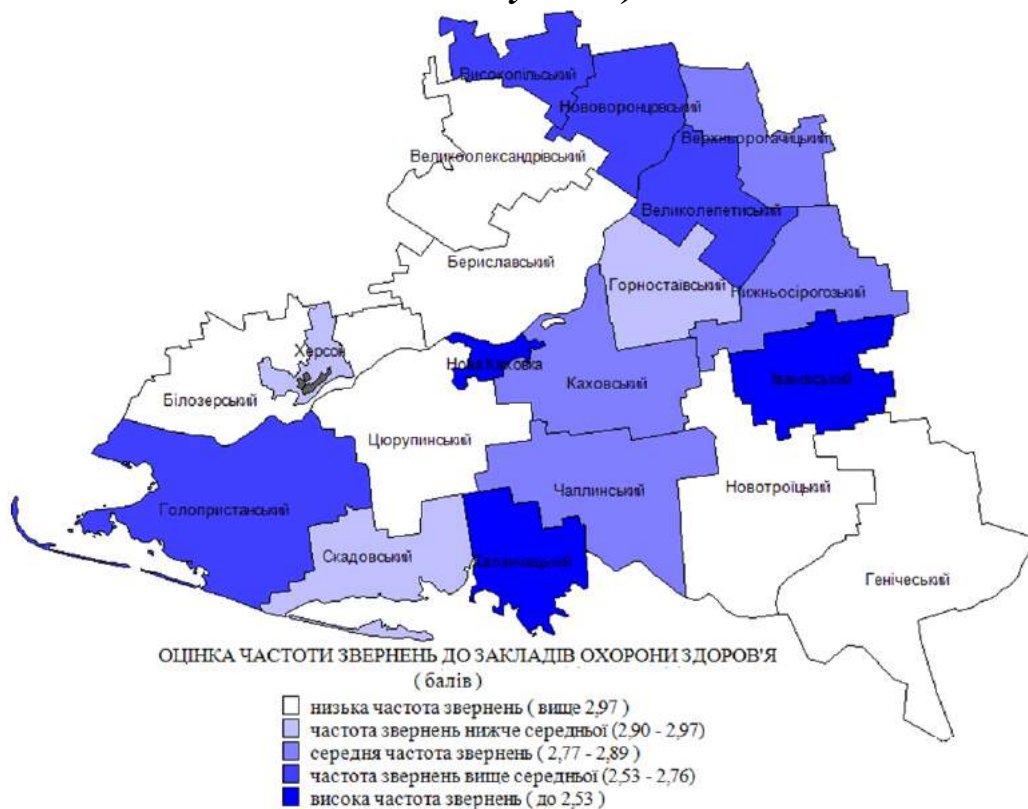 Високопільський
Нововоронцовський
Верхньорогачицький
Великоолександрівський
Великолепетиський
Бериславський
Горностаївський
Нижньосірогозький
Херсон
Нова Каховка
Каховський
Іванівський
Білозерський
Цюрупинський
Чаплинський
Новотроїцький
Голопристанський
Скадовський
Каланчацький
Генічеський
ОЦІНКА ЧАСТОТИ ЗВЕРНЕНЬ ДО ЗАКЛАДІВ ОХОРОНИ ЗДОРОВ'Я
( балів )
низька частота звернень ( вище 2,97 )
частота звернень нижче середньої (2,90 - 2,97)
середня частота звернень ( 2,77 - 2,89 )
частота звернень вище середньої (2,53 - 2,76)
висока частота звернень ( до 2,53 )